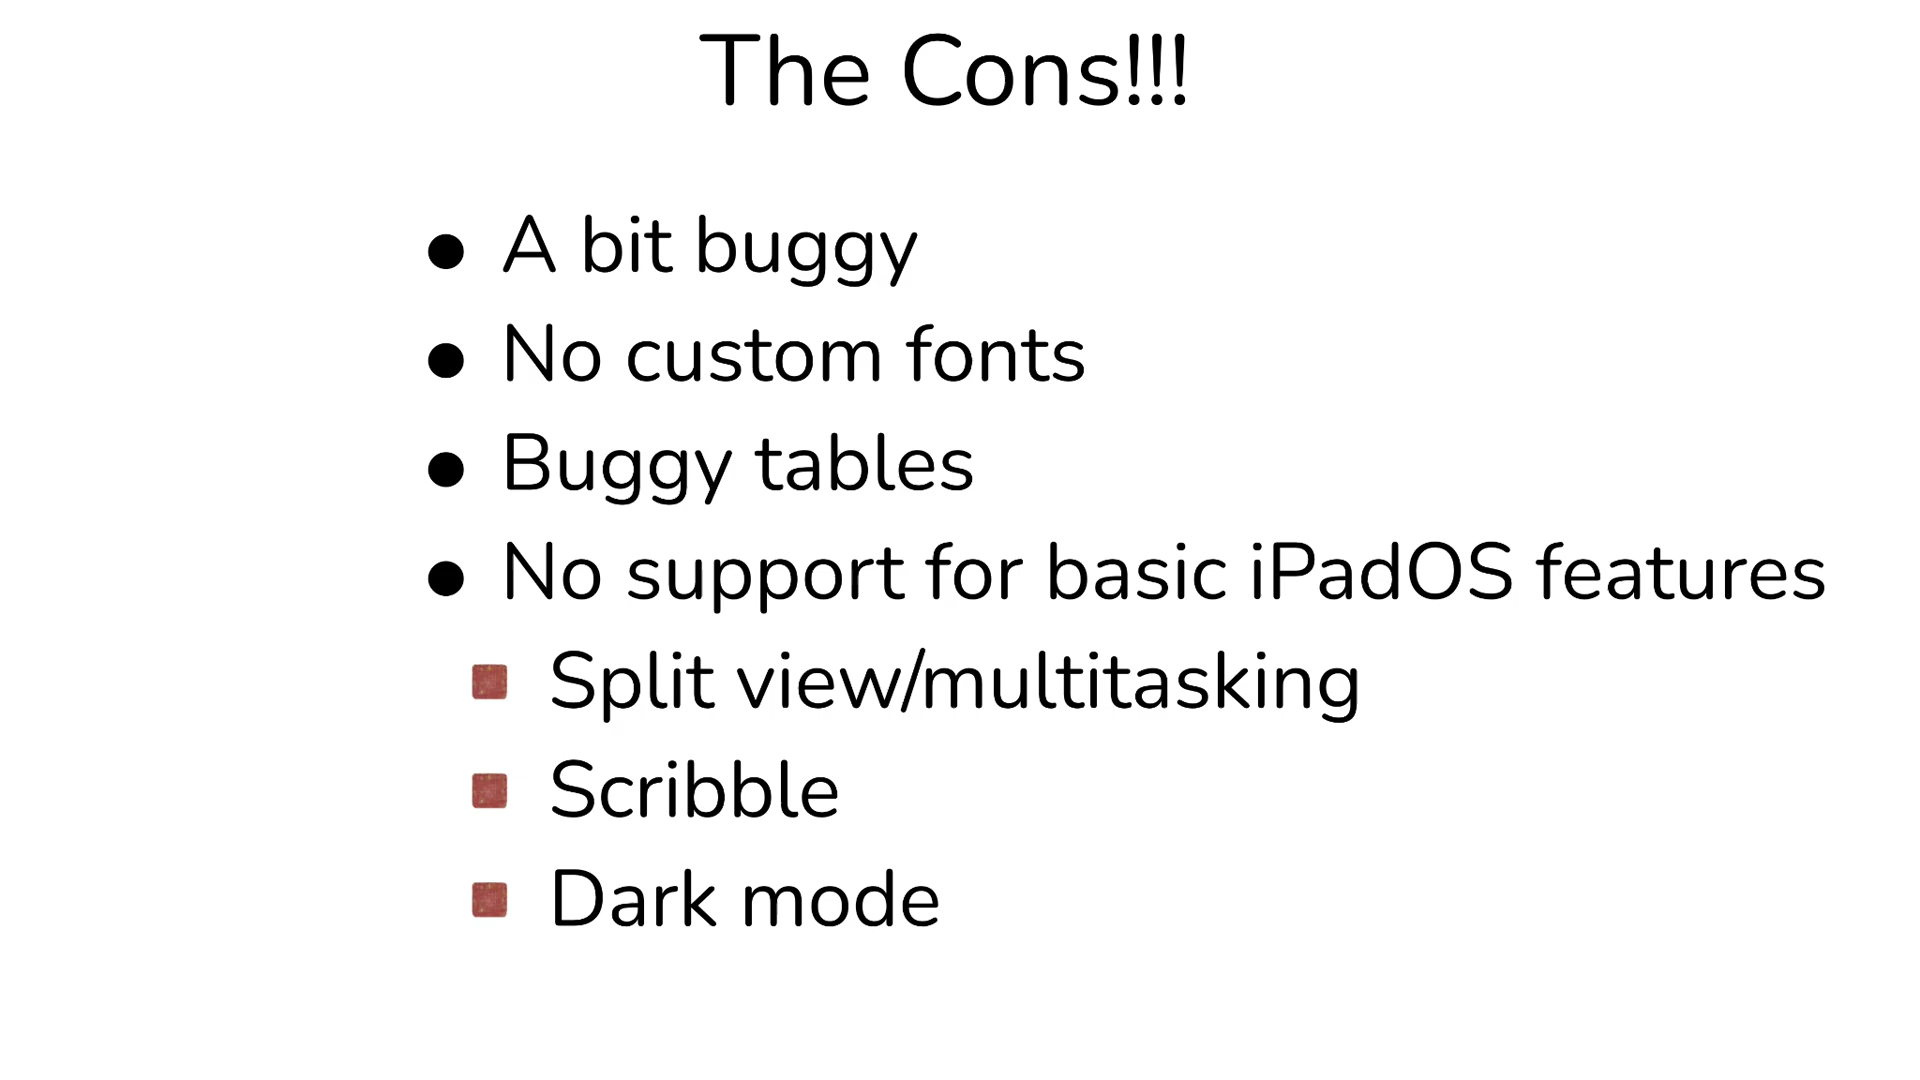 The Cons!!!
● A bit buggy
● No custom fonts
● Buggy tables
● No support for basic iPadOS features
■ Split view/multitasking
■ Scribble
■ Dark mode